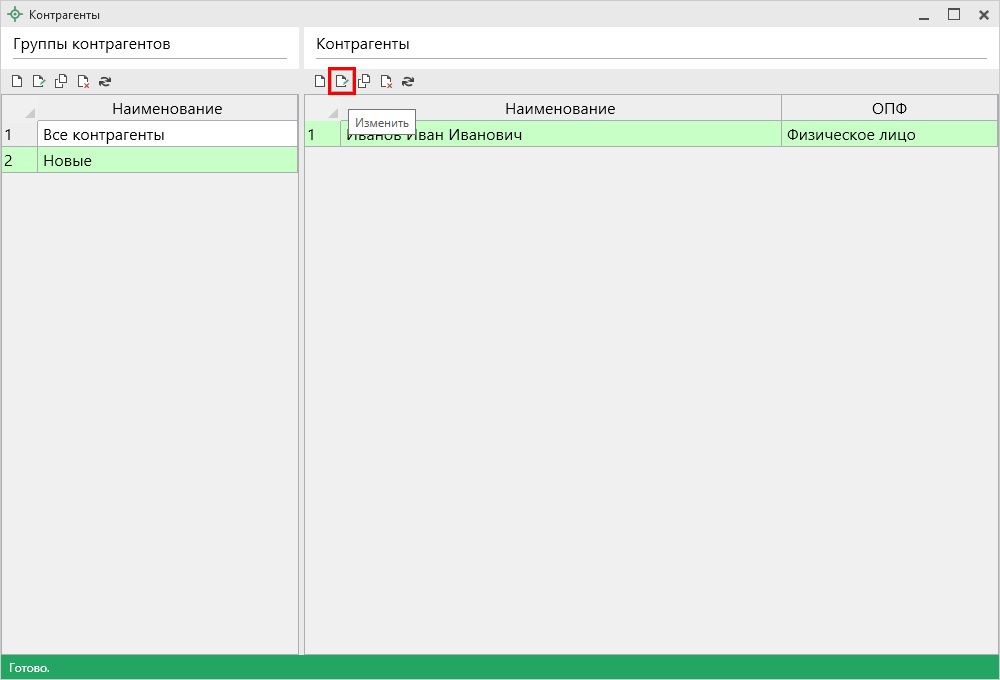 Контрагенты
Группы контрагентов
Контрагенты
Наименование
1 Все контрагенты
2 Новые
Наименование ОПФ
Изменить
1 Иванов Иван Иванович Физическое лицо
Готово.